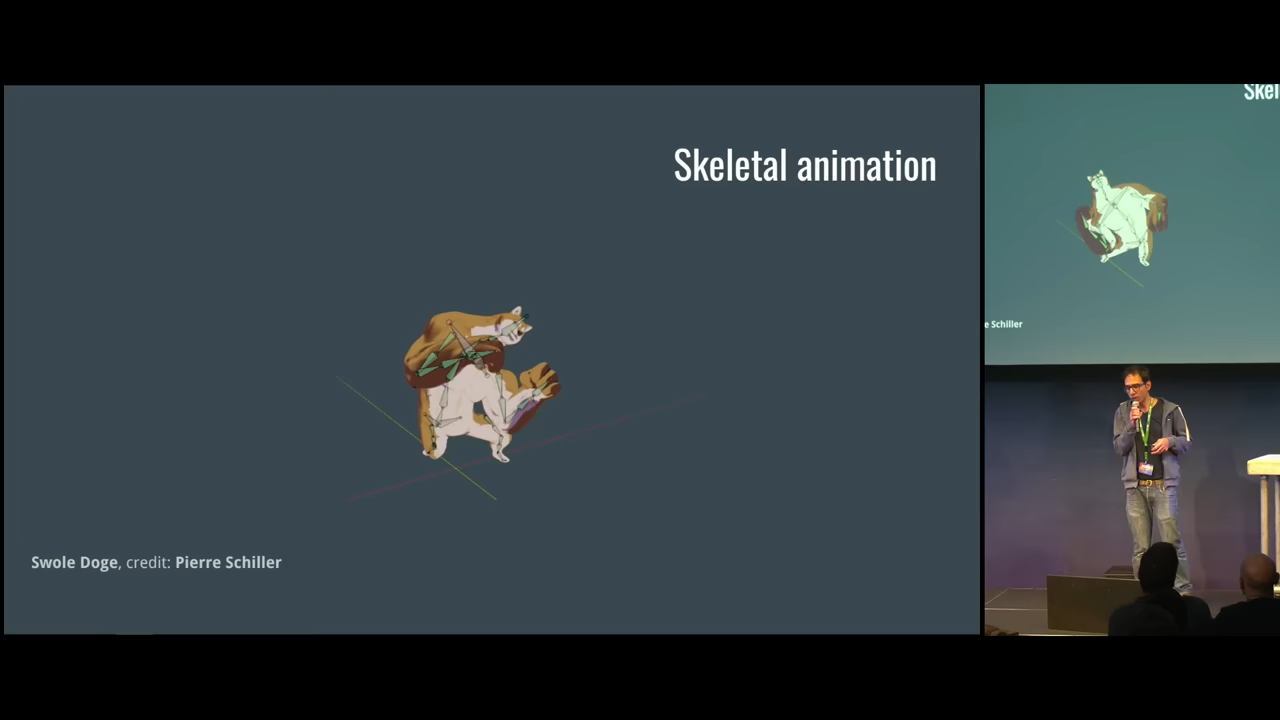 Skeletal animation
Swole Doge, credit: Pierre Schiller
Skel
e Schiller